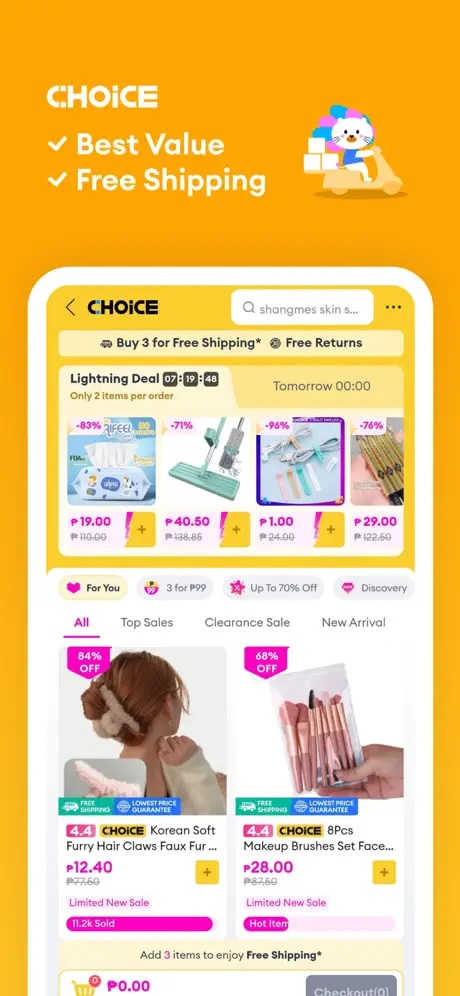 CHOiCE
Best Value
Free Shipping
CHOiCE
shangmes skin s...
Buy 3 for Free Shipping* Free Returns
Lightning Deal 07:19:48
Only 2 items per order
Tomorrow 00:00
-83% -71% -96% -76%
₱19.00 ₱40.50 ₱1.00 ₱29.00
₱110.00 ₱138.85 ₱24.00 ₱122.50
For You 3 for ₱99 Up To 70% Off Discovery
All Top Sales Clearance Sale New Arrival
84% OFF
68% OFF
FREE SHIPPING LOWEST PRICE GUARANTEE
FREE SHIPPING LOWEST PRICE GUARANTEE
4.4 CHOiCE Korean Soft
Furry Hair Claws Faux Fur ...
₱12.40
₱77.50
Limited New Sale
11.2k Sold
4.4 CHOiCE 8Pcs
Makeup Brushes Set Face...
₱28.00
₱87.50
Limited New Sale
Hot Item
Add 3 items to enjoy Free Shipping*
0
₱0.00
Checkout(0)